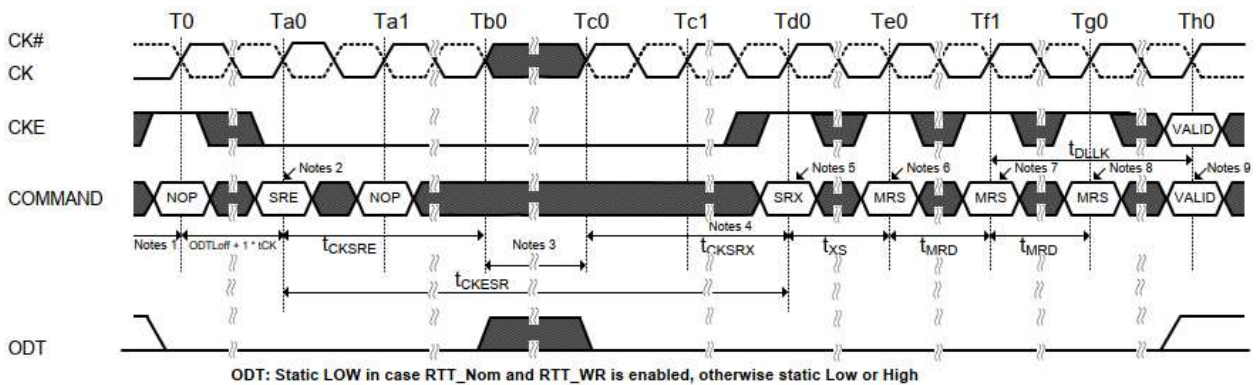 T0 Ta0 Ta1 Tb0 Tc0 Tc1 Td0 Te0 Tf1 Tg0 Th0
CK#
CK
CKE VALID
tDLLK
Notes 2 Notes 5 Notes 6 Notes 7 Notes 8 Notes 9
COMMAND NOP SRE NOP SRX MRS MRS MRS VALID
Notes 1 ODTLoff + 1 * tCK tCKSRE Notes 3 Notes 4 tCKSRX tXS tMRD tMRD
tCKESR
ODT
ODT: Static LOW in case RTT_Nom and RTT_WR is enabled, otherwise static Low or High